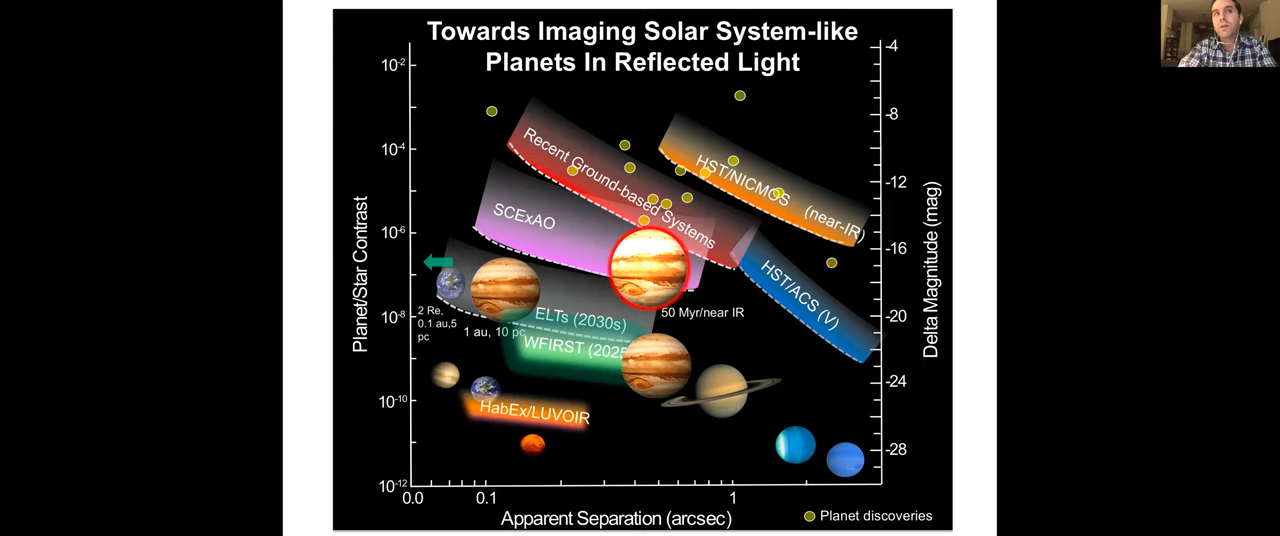 Towards Imaging Solar System-like
Planets In Reflected Light
Planet/Star Contrast
10-2
10-4
10-6
10-8
10-10
10-12
-4
-8
-12
-16
-20
-24
-28
Delta Magnitude (mag)
Recent Ground-based Systems
HST/NICMOS (near-IR)
SCExAO
HST/ACS (V)
50 Myr/near IR
2 Re,
0.1 au,5
pc
1 au, 10 pc
ELTs (2030s)
WFIRST (2025
HabEx/LUVOIR
0.0
0.1
1
Apparent Separation (arcsec)
Planet discoveries